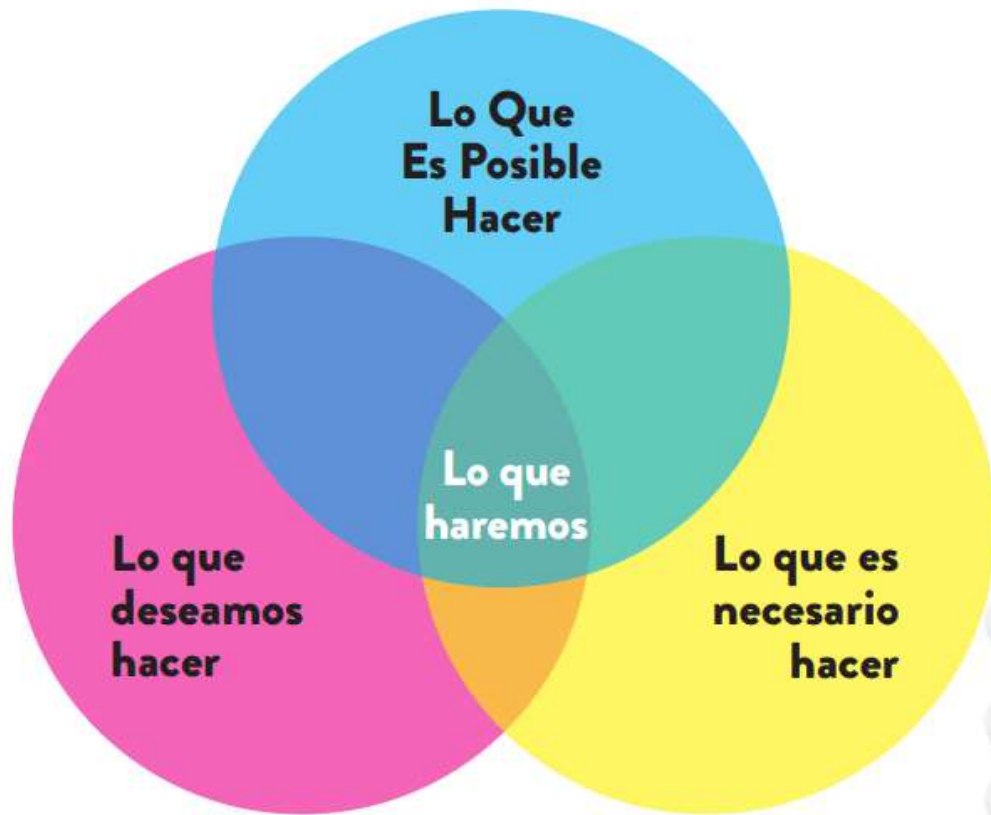 Lo Que
Es Posible
Hacer
Lo que
haremos
Lo que
deseamos
hacer
Lo que es
necesario
hacer